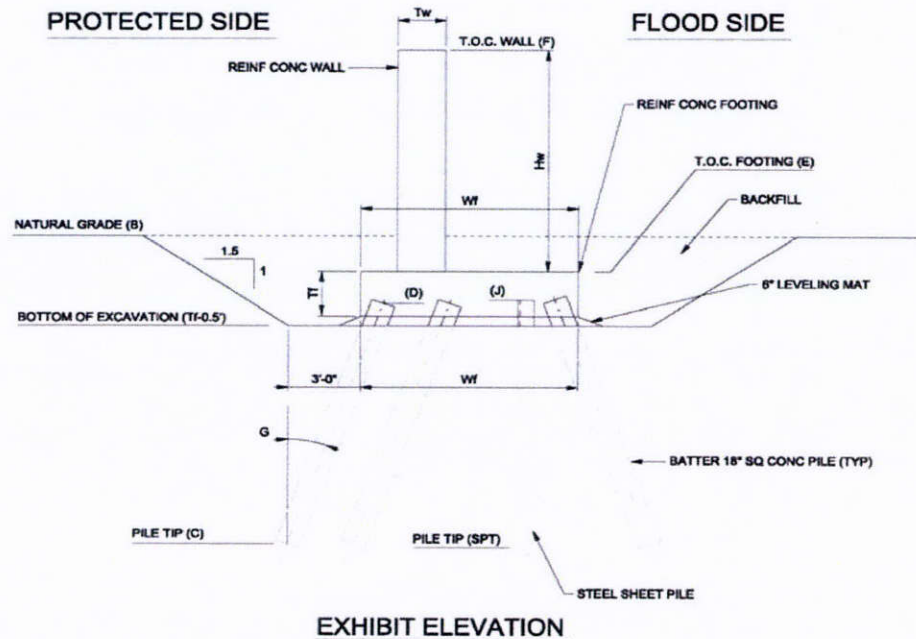 PROTECTED SIDE
Tw
FLOOD SIDE
T.O.C. WALL (F)
REINF CONC WALL
REINF CONC FOOTING
Hw
T.O.C. FOOTING (E)
Wf
BACKFILL
NATURAL GRADE (B)
1.5
1
6" LEVELING MAT
Tf
(D)
(J)
BOTTOM OF EXCAVATION (Tf-0.5')
3'-0"
Wf
G
BATTER 18" SQ CONC PILE (TYP)
PILE TIP (C)
PILE TIP (SPT)
STEEL SHEET PILE
EXHIBIT ELEVATION